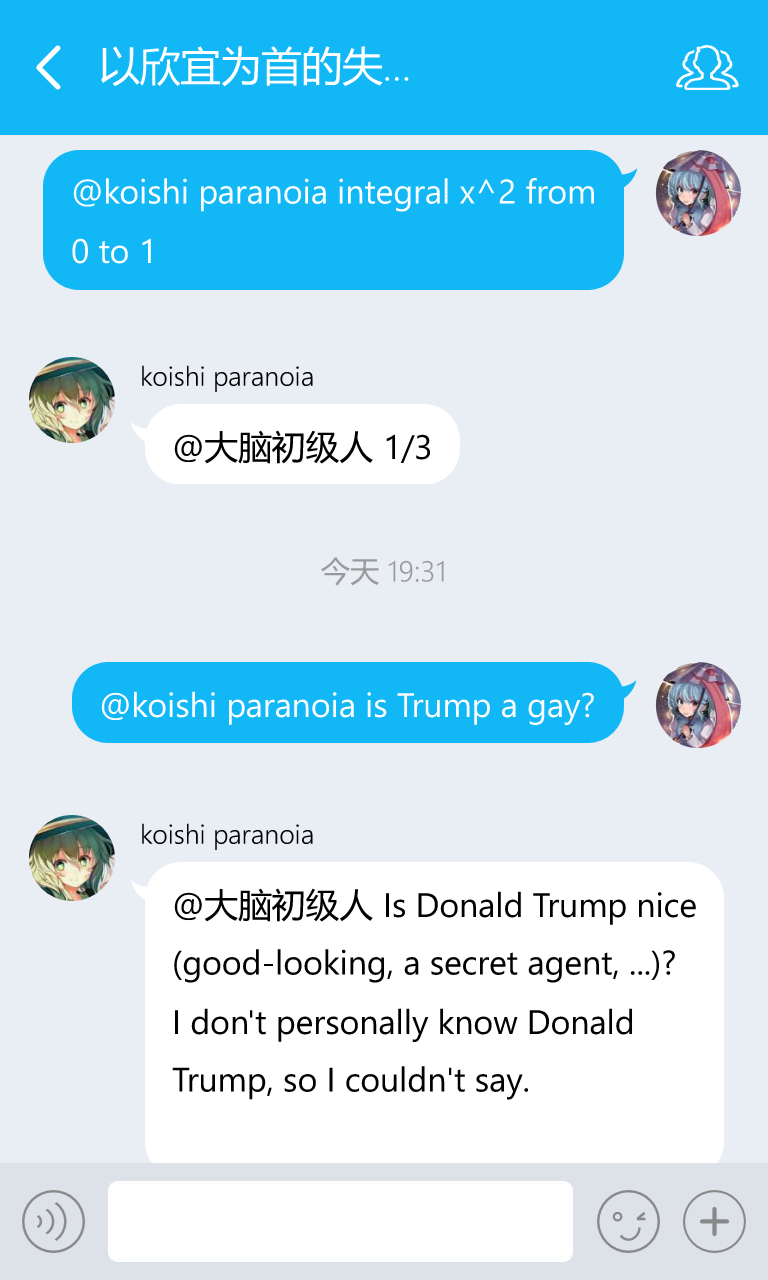 以欣宜为首的失...
@koishi paranoia integral x^2 from
0 to 1
koishi paranoia
@大脑初级人 1/3
今天 19:31
@koishi paranoia is Trump a gay?
koishi paranoia
@大脑初级人 Is Donald Trump nice
(good-looking, a secret agent, ...)?
I don't personally know Donald
Trump, so I couldn't say.